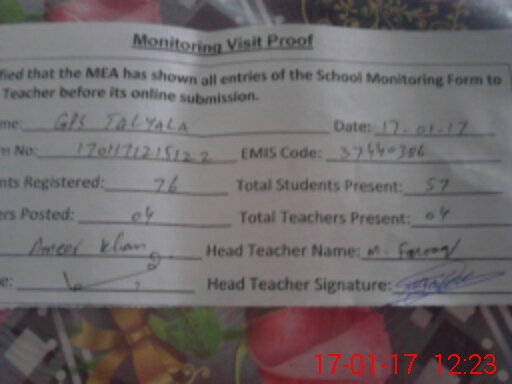 Monitoring Visit Proof
fied that the MEA has shown all entries of the School Monitoring Form to
Teacher before its online submission.
me: GPS TALYALA Date: 17-01-17
n No: EMIS Code: 37440386
nts Registered: 76 Total Students Present: 57
ers Posted: 04 Total Teachers Present: 04
Ameer Khan Head Teacher Name: M. Farooq
e: Head Teacher Signature:
17-01-17 12:23